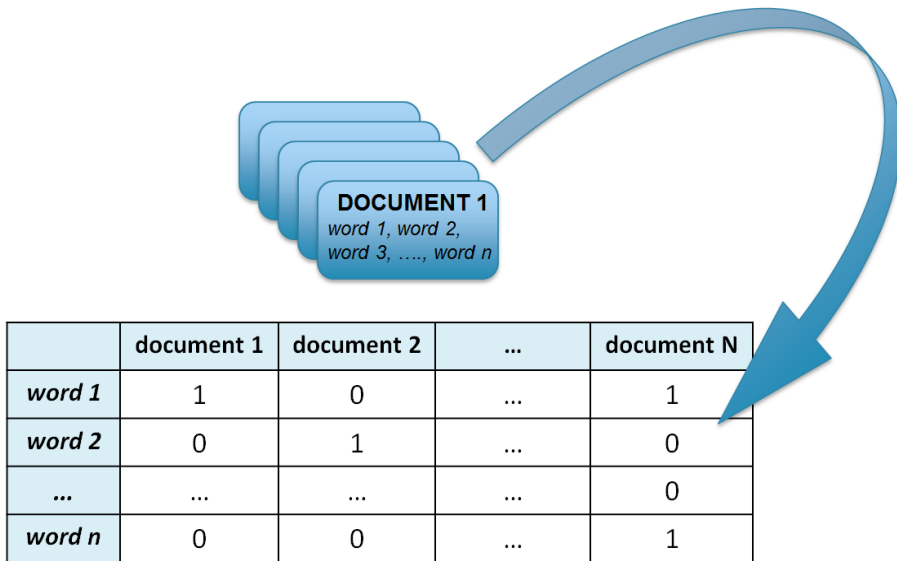 DOCUMENT 1
word 1, word 2,
word 3, …., word n
document 1 document 2 ... document N
word 1 1 0 ... 1
word 2 0 1 ... 0
... ... ... ... 0
word n 0 0 ... 1